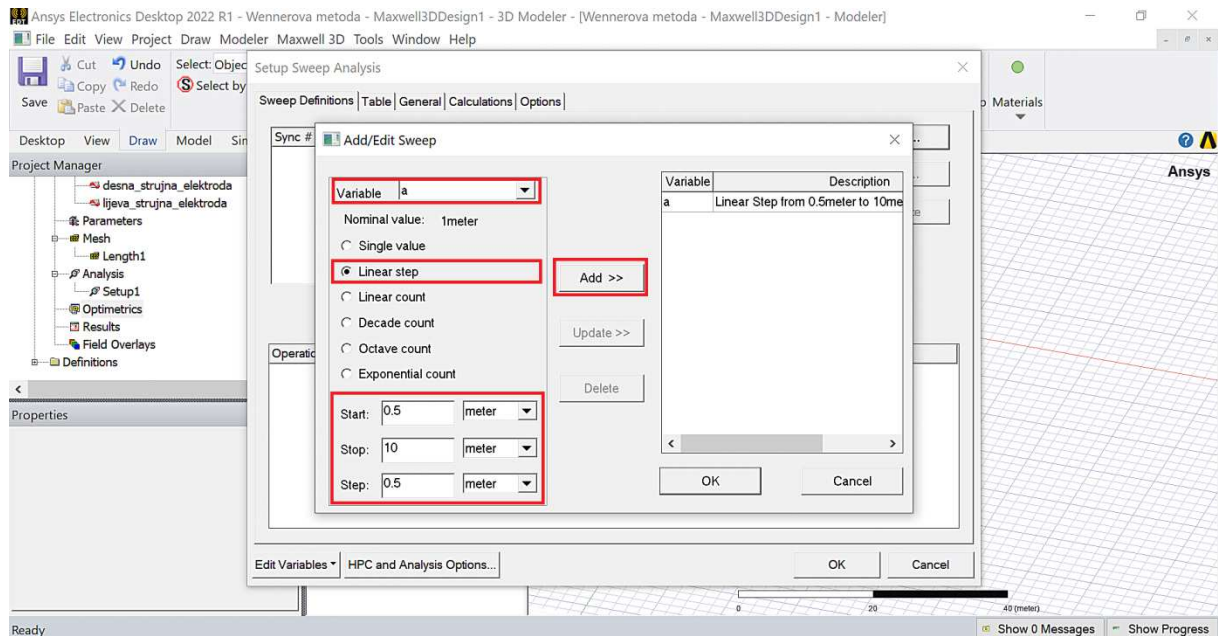 Ansys Electronics Desktop 2022 R1 - Wennerova metoda - Maxwell3DDesign1 - 3D Modeler - [Wennerova metoda - Maxwell3DDesign1 - Modeler]
File Edit View Project Draw Modeler Maxwell 3D Tools Window Help
Save
Cut
Copy
Paste
Undo
Redo
Delete
Select: Objec
Select by
Materials
Desktop View Draw Model Sim
Project Manager
desna_strujna_elektroda
lijeva_strujna_elektroda
Parameters
Mesh
Length1
Analysis
Setup1
Optimetrics
Results
Field Overlays
Definitions
Properties
Setup Sweep Analysis
Sweep Definitions Table General Calculations Options
Sync #
Operatio
Add/Edit Sweep
Variable a
Nominal value: 1meter
Single value
Linear step
Linear count
Decade count
Octave count
Exponential count
Start: 0.5 meter
Stop: 10 meter
Step: 0.5 meter
Add >>
Update >>
Delete
Variable Description
a Linear Step from 0.5meter to 10me
OK Cancel
Edit Variables HPC and Analysis Options...
OK Cancel
Ansys
0 20 40 (meter)
Ready
Show 0 Messages Show Progress